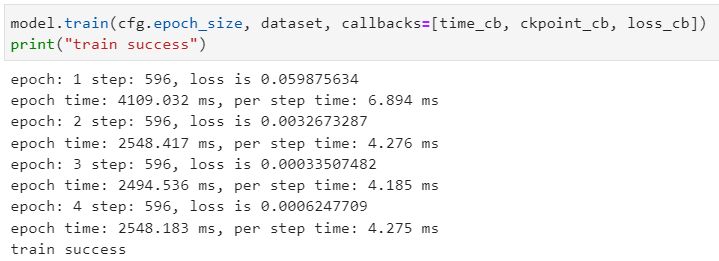 model.train(cfg.epoch_size, dataset, callbacks=[time_cb, ckpoint_cb, loss_cb])
print("train success")
epoch: 1 step: 596, loss is 0.059875634
epoch time: 4109.032 ms, per step time: 6.894 ms
epoch: 2 step: 596, loss is 0.0032673287
epoch time: 2548.417 ms, per step time: 4.276 ms
epoch: 3 step: 596, loss is 0.00033507482
epoch time: 2494.536 ms, per step time: 4.185 ms
epoch: 4 step: 596, loss is 0.0006247709
epoch time: 2548.183 ms, per step time: 4.275 ms
train success